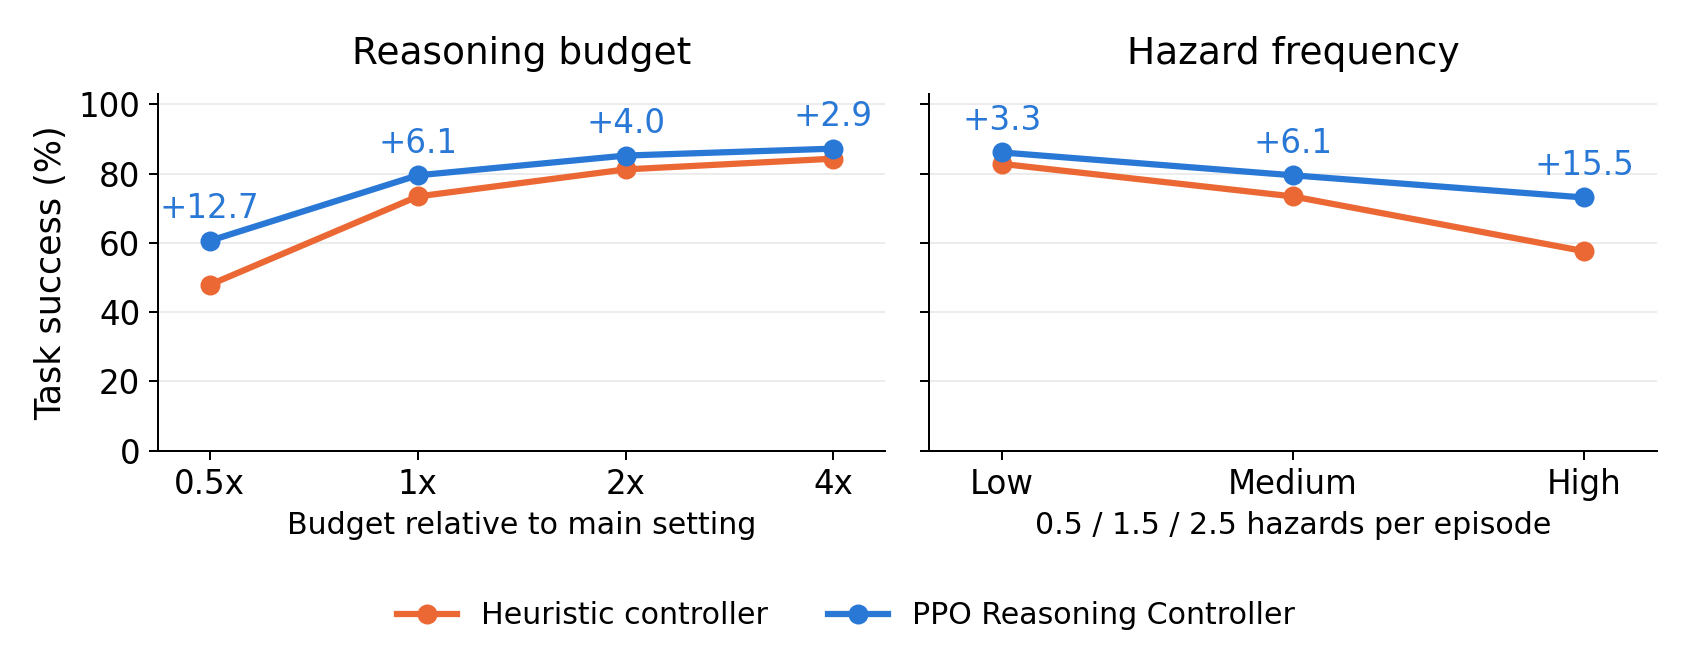 Reasoning budget
Task success (%)
100
80
60
40
20
0
+12.7
+6.1
+4.0
+2.9
0.5x
1x
2x
4x
Budget relative to main setting
Hazard frequency
+3.3
+6.1
+15.5
Low
Medium
High
0.5 / 1.5 / 2.5 hazards per episode
Heuristic controller
PPO Reasoning Controller